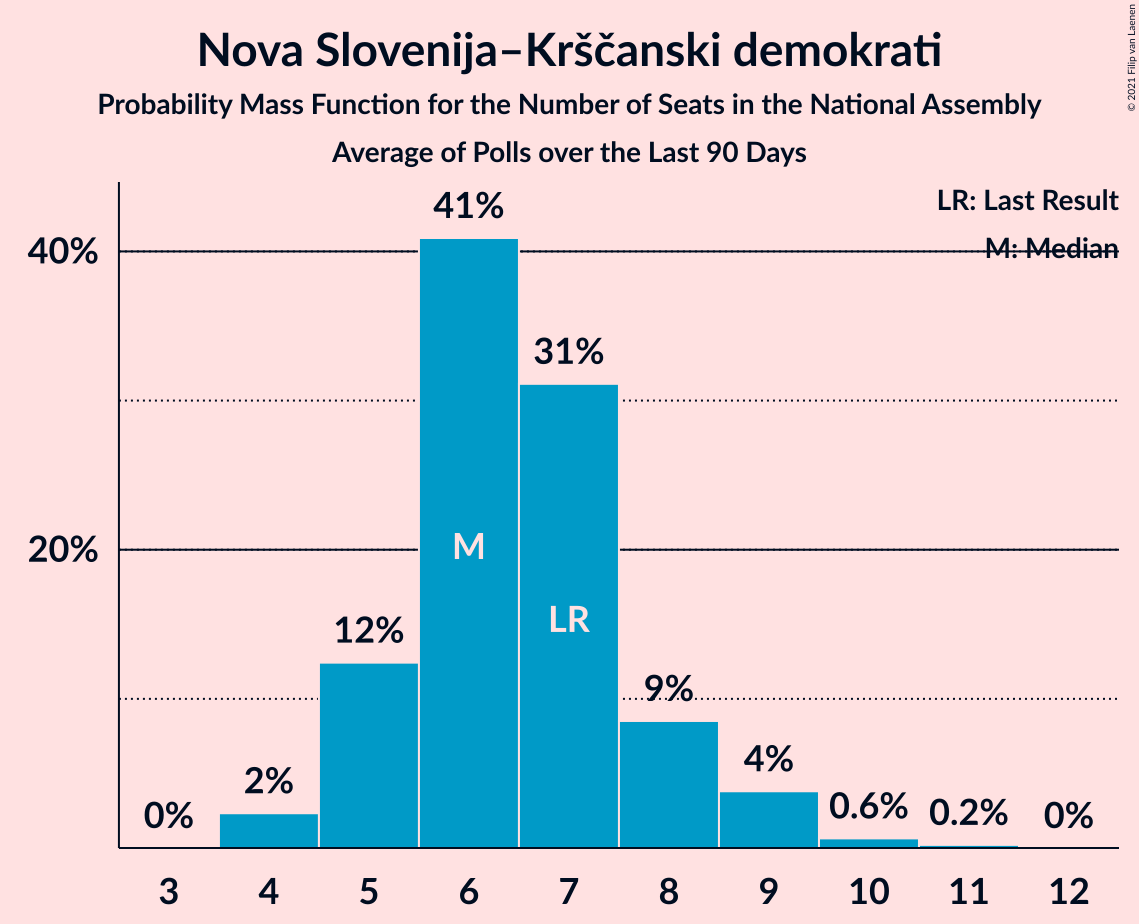 Nova Slovenija–Krščanski demokrati
Probability Mass Function for the Number of Seats in the National Assembly
Average of Polls over the Last 90 Days
© 2021 Filip van Laenen
LR: Last Result
M: Median
40%
20%
0%
2%
12%
41%
31%
9%
4%
0.6%
0.2%
0%
M
LR
3 4 5 6 7 8 9 10 11 12